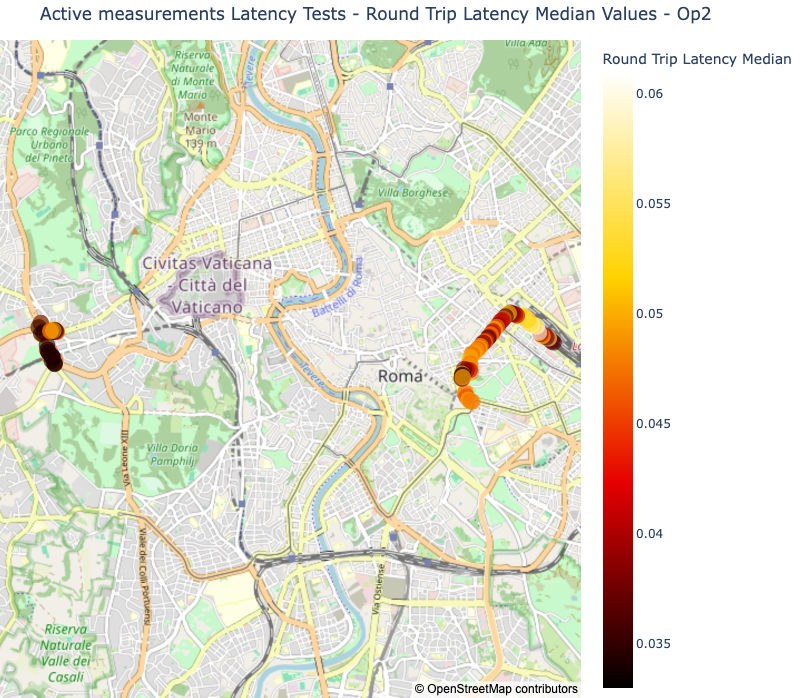 Active measurements Latency Tests - Round Trip Latency Median Values - Op2
Round Trip Latency Median
0.06
0.055
0.05
0.045
0.04
0.035
Villa Ada
Riserva
Naturale
di Monte
Mario
Tevere
Monte
Mario
139 m
Parco Regionale
Urbano
del Pineto
Villa Borghese
Civitas Vaticana
- Città del
Vaticano
Battelli di Roma
Tevere
Roma
Villa Doria
Pamphilj
Via Leone XIII
Viale dei Colli Portuensi
Via Ostiense
Riserva
Naturale
Valle dei
Casali
© OpenStreetMap contributors